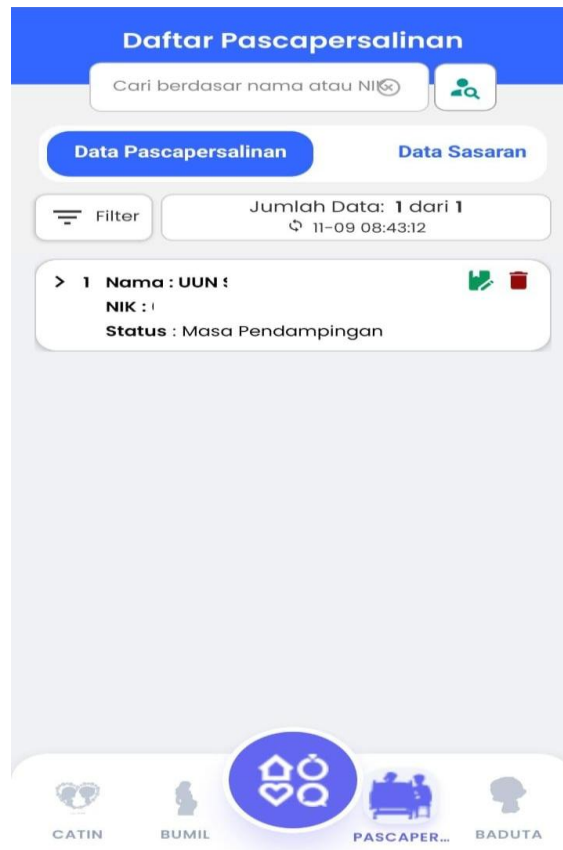 Daftar Pascapersalinan
Cari berdasar nama atau NIK
Data Pascapersalinan
Data Sasaran
Filter
Jumlah Data: 1 dari 1
11-09 08:43:12
> 1 Nama : UUN
NIK :
Status : Masa Pendampingan
CATIN
BUMIL
PASCAPER...
BADUTA